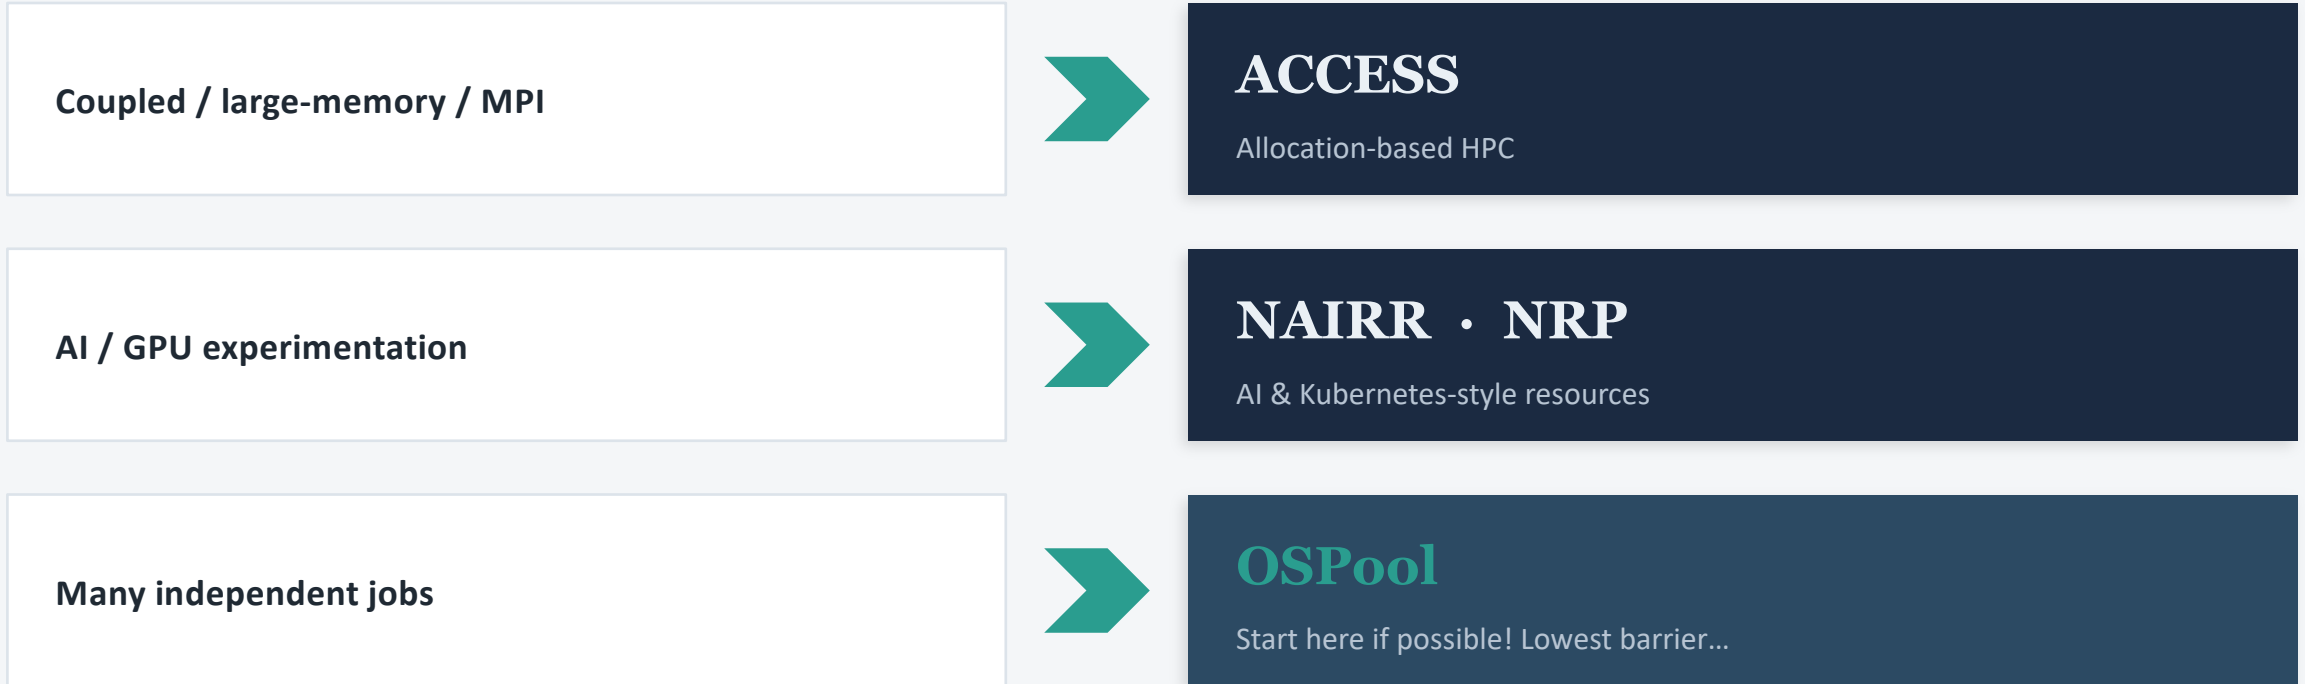 Coupled / large-memory / MPI
ACCESS
Allocation-based HPC
AI / GPU experimentation
NAIRR · NRP
AI & Kubernetes-style resources
Many independent jobs
OSPool
Start here if possible! Lowest barrier...